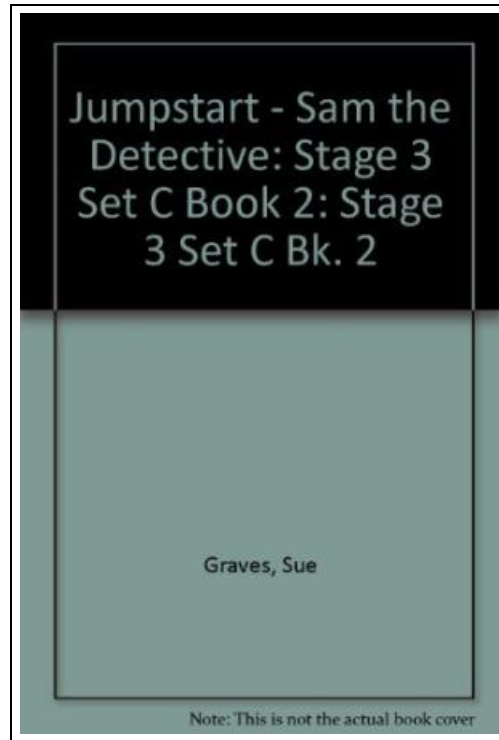 Jumpstart - Sam the
Detective: Stage 3
Set C Book 2: Stage
3 Set C Bk. 2
Graves, Sue
Note: This is not the actual book cover